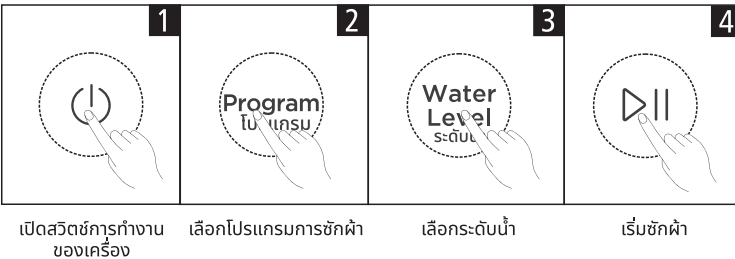 1
2
3
4
Program
Water
Level
เปิดสวิตช์การทำงาน
ของเครื่อง
เลือกโปรแกรมการซักผ้า
เลือกระดับน้ำ
เริ่มซักผ้า